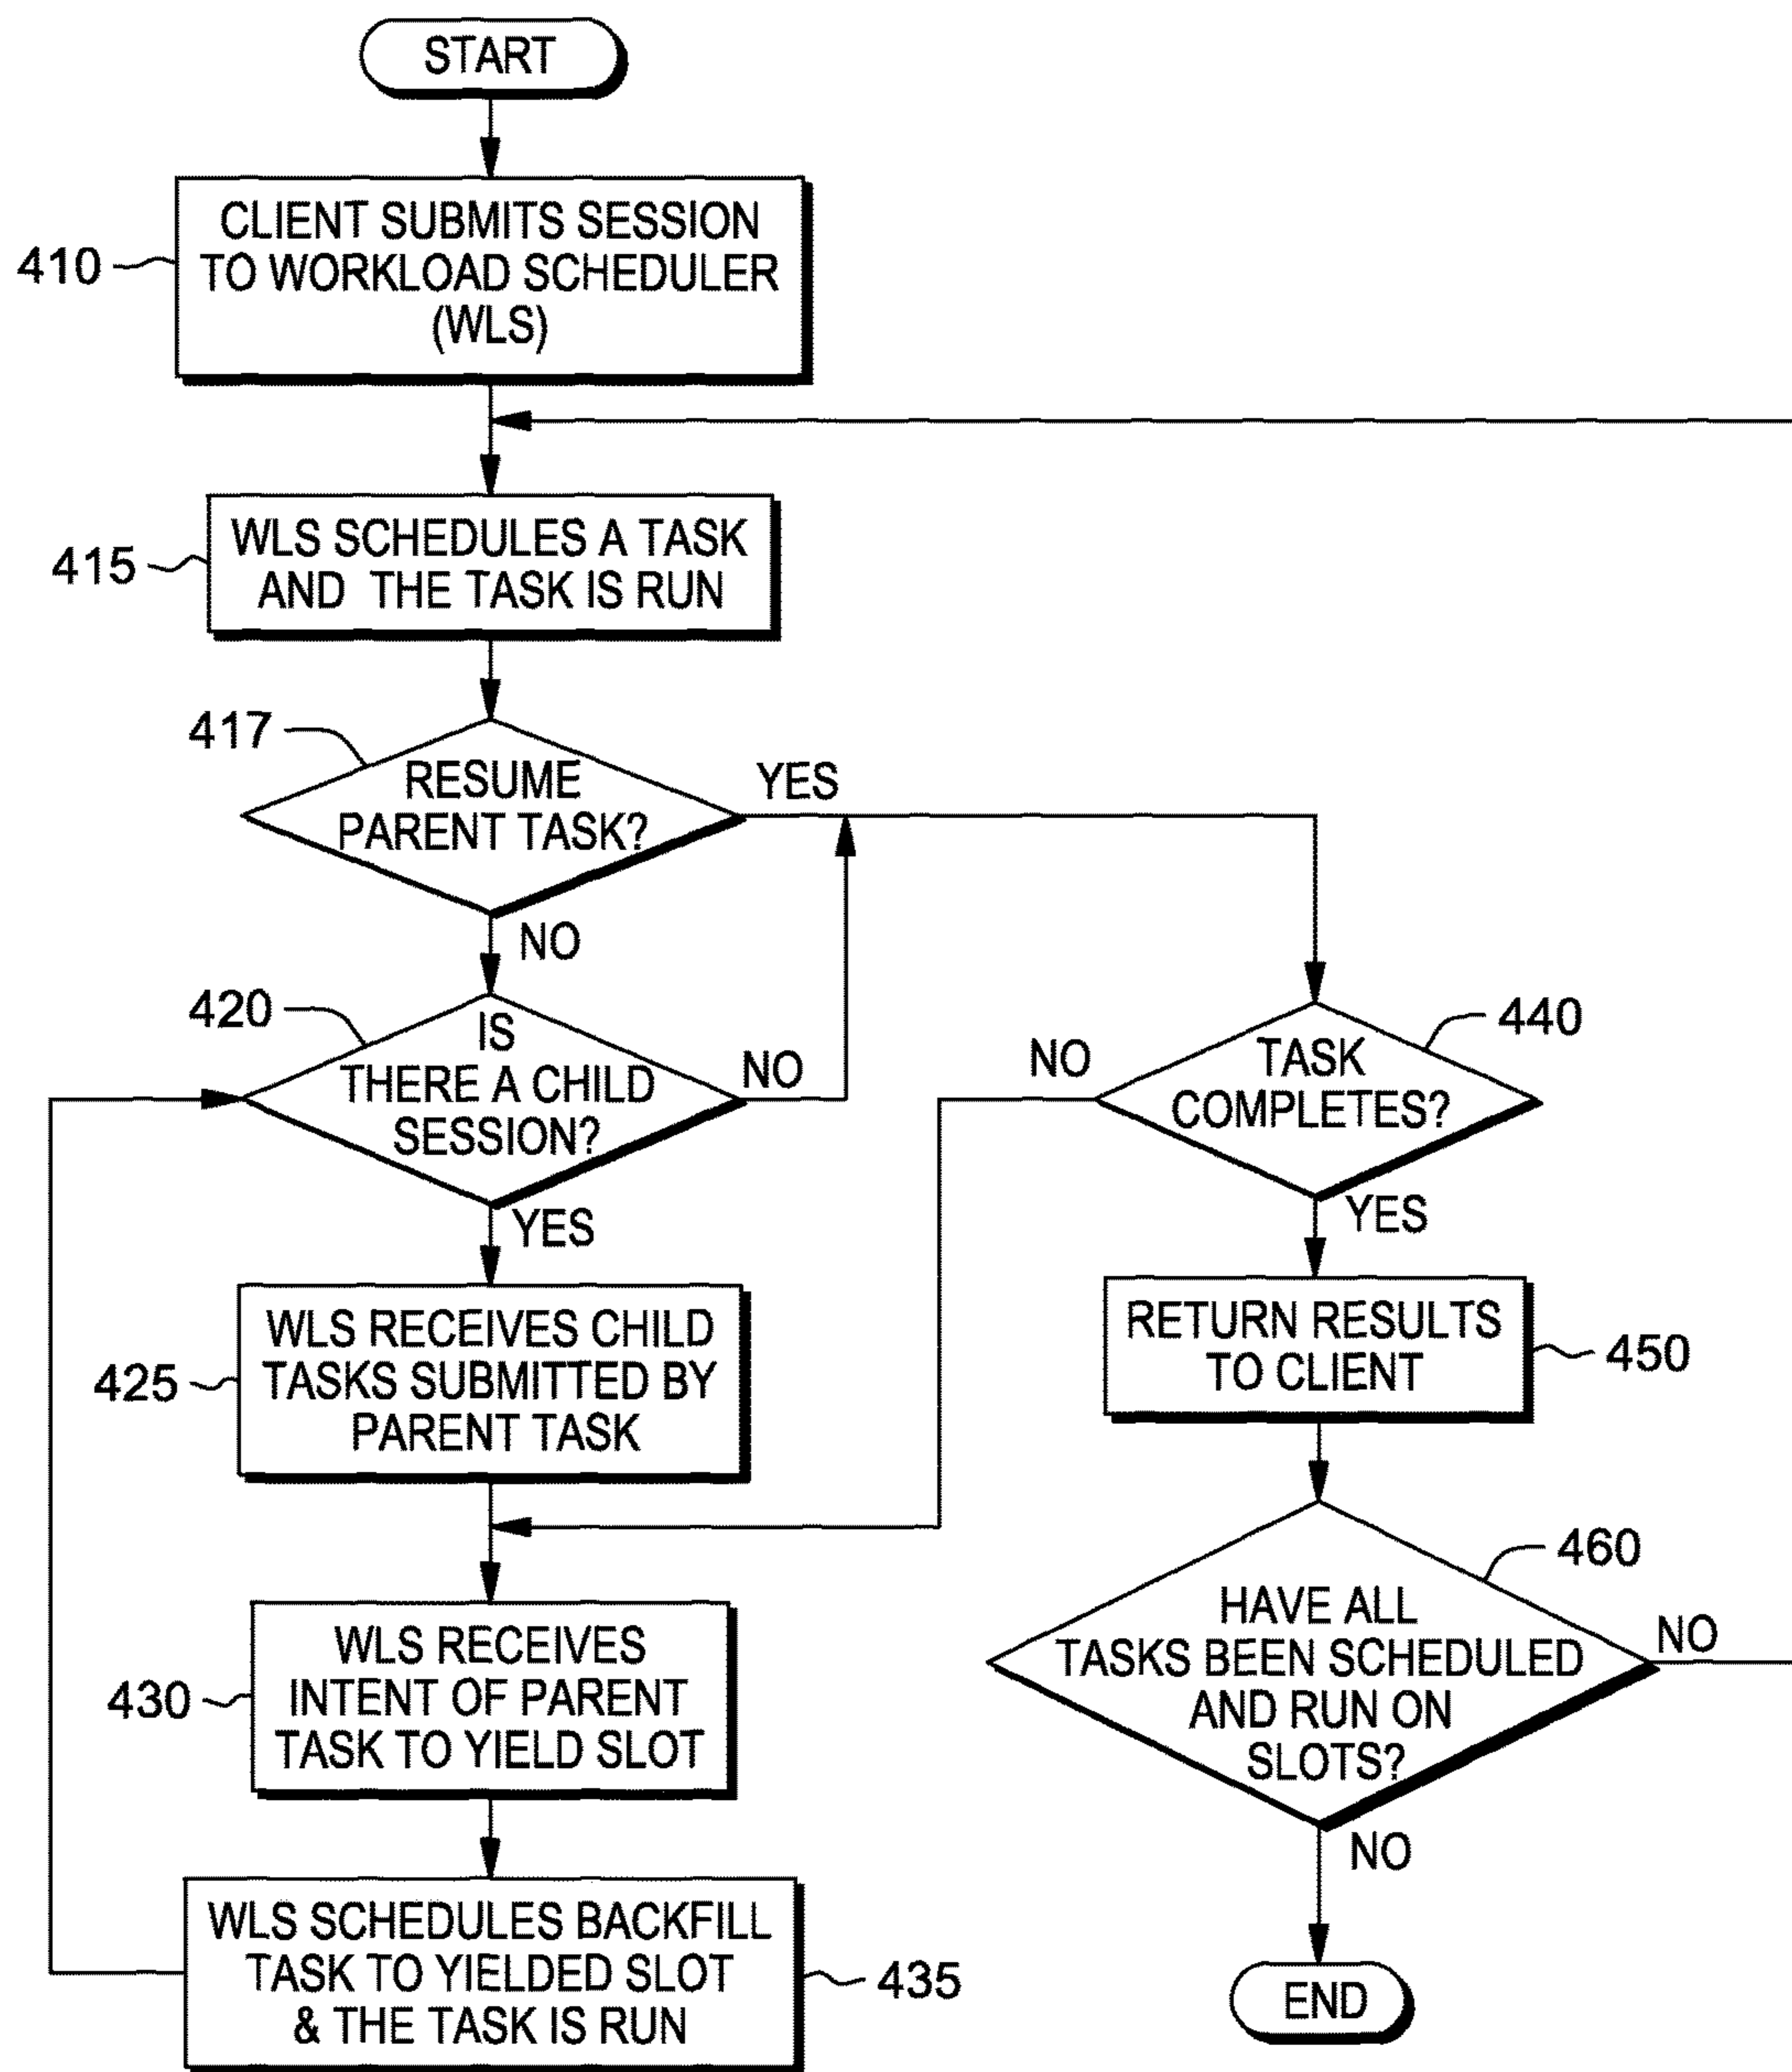 START
CLIENT SUBMITS SESSION
TO WORKLOAD SCHEDULER
(WLS)
410
WLS SCHEDULES A TASK
AND THE TASK IS RUN
415
417
RESUME
PARENT TASK?
YES
NO
420
IS
THERE A CHILD
SESSION?
NO
YES
440
TASK
COMPLETES?
NO
YES
WLS RECEIVES CHILD
TASKS SUBMITTED BY
PARENT TASK
425
RETURN RESULTS
TO CLIENT
450
WLS RECEIVES
INTENT OF PARENT
TASK TO YIELD SLOT
430
460
HAVE ALL
TASKS BEEN SCHEDULED
AND RUN ON
SLOTS?
NO
NO
WLS SCHEDULES BACKFILL
TASK TO YIELDED SLOT
& THE TASK IS RUN
435
END